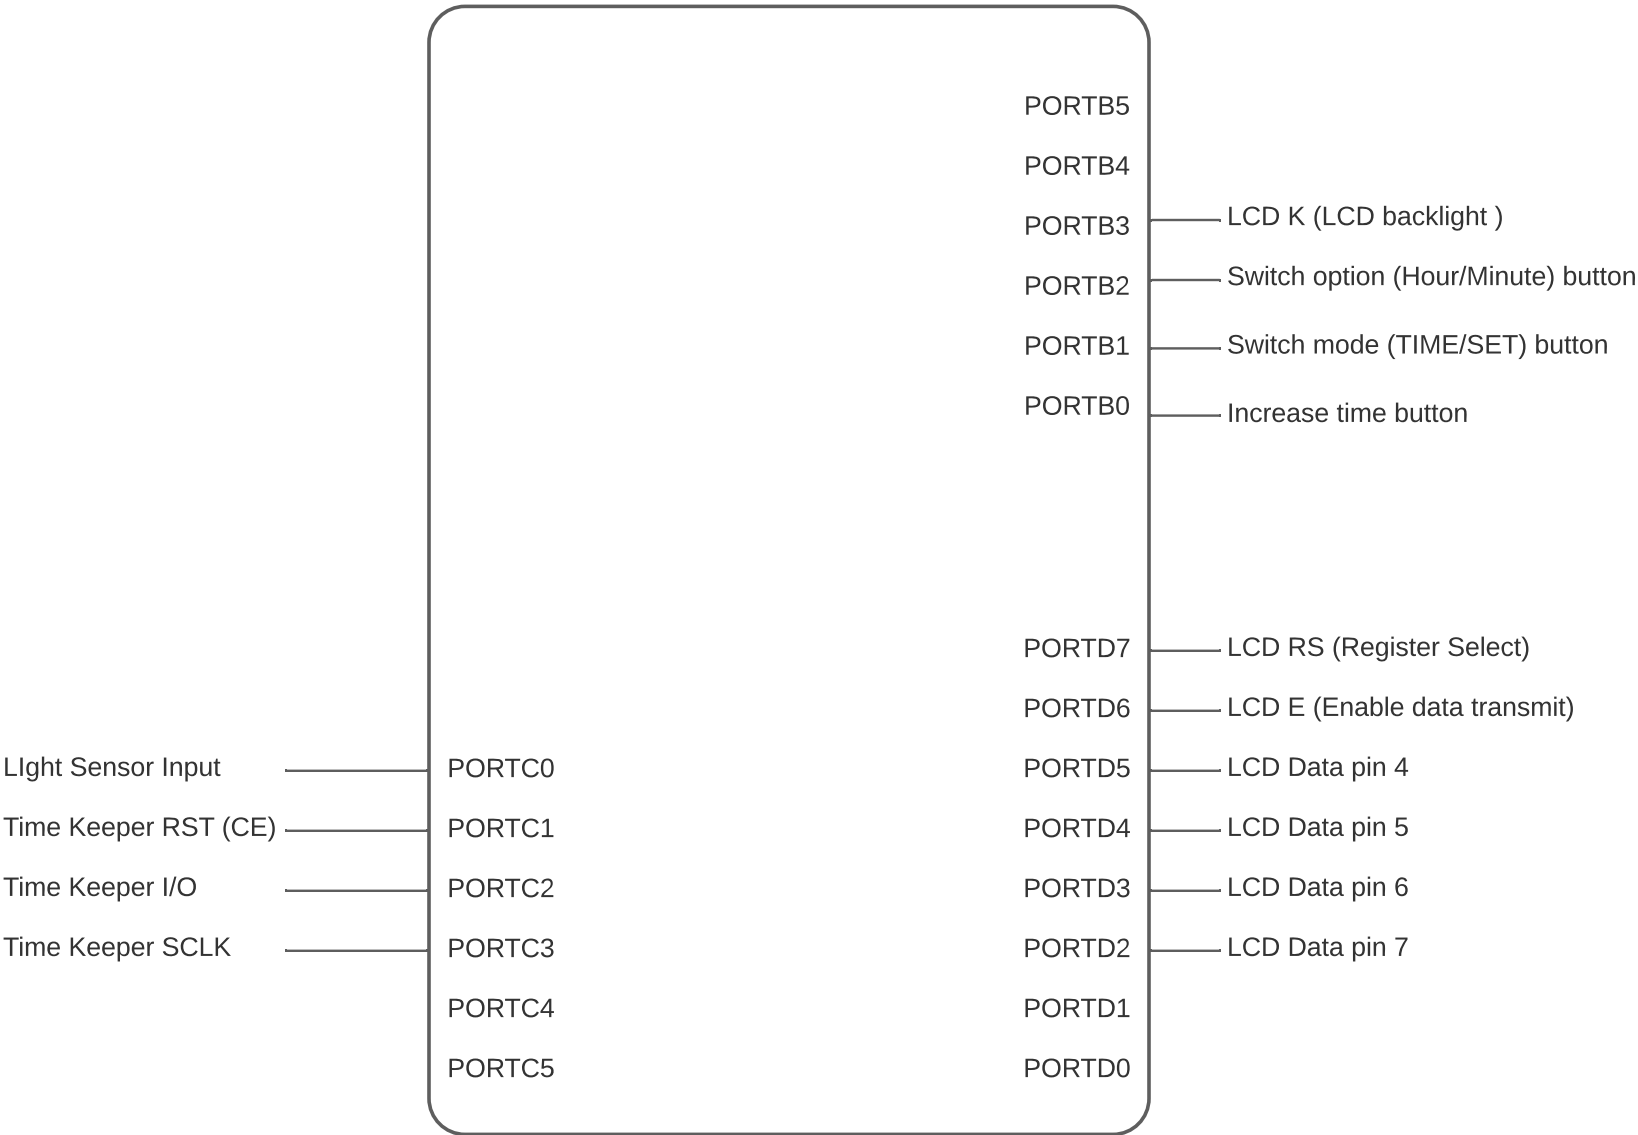 PORTB5
PORTB4
PORTB3 LCD K (LCD backlight )
PORTB2 Switch option (Hour/Minute) button
PORTB1 Switch mode (TIME/SET) button
PORTB0 Increase time button
PORTD7 LCD RS (Register Select)
PORTD6 LCD E (Enable data transmit)
LIght Sensor Input PORTC0 PORTD5 LCD Data pin 4
Time Keeper RST (CE) PORTC1 PORTD4 LCD Data pin 5
Time Keeper I/O PORTC2 PORTD3 LCD Data pin 6
Time Keeper SCLK PORTC3 PORTD2 LCD Data pin 7
PORTC4 PORTD1
PORTC5 PORTD0